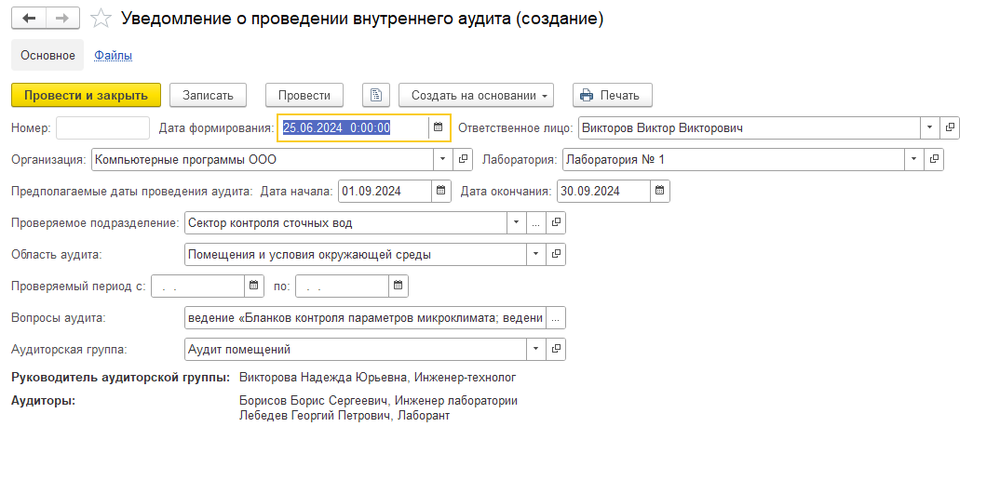 Уведомление о проведении внутреннего аудита (создание)
Основное Файлы
Провести и закрыть Записать Провести Создать на основании Печать
Номер: Дата формирования: 25.06.2024 0:00:00 Ответственное лицо: Викторов Виктор Викторович
Организация: Компьютерные программы ООО Лаборатория: Лаборатория № 1
Предполагаемые даты проведения аудита: Дата начала: 01.09.2024 Дата окончания: 30.09.2024
Проверяемое подразделение: Сектор контроля сточных вод ...
Область аудита: Помещения и условия окружающей среды
Проверяемый период с: . . по: . .
Вопросы аудита: ведение «Бланков контроля параметров микроклимата; ведени ...
Аудиторская группа: Аудит помещений
Руководитель аудиторской группы: Викторова Надежда Юрьевна, Инженер-технолог
Аудиторы: Борисов Борис Сергеевич, Инженер лаборатории
Лебедев Георгий Петрович, Лаборант